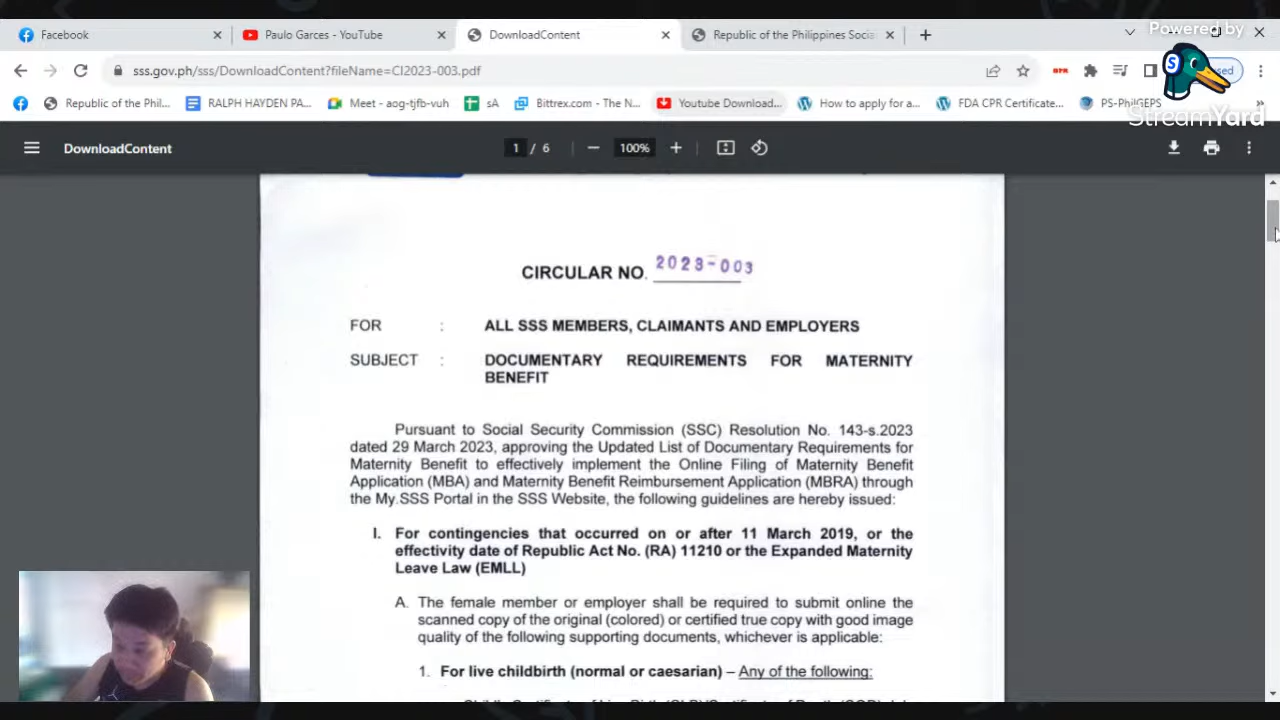 Facebook
Paulo Garces - YouTube
DownloadContent
Republic of the Philippines Socia
Powered by
sss.gov.ph/sss/DownloadContent?fileName=CI2023-003.pdf
Republic of the Phil...
RALPH HAYDEN PA...
Meet - aog-tjfb-vuh
sA
Bittrex.com - The N...
Youtube Download...
How to apply for a...
FDA CPR Certificate...
PS-PhilGEPS
StreamYard
DownloadContent
1 / 6
100%
CIRCULAR NO. 2023-003
FOR : ALL SSS MEMBERS, CLAIMANTS AND EMPLOYERS
SUBJECT : DOCUMENTARY REQUIREMENTS FOR MATERNITY
BENEFIT
Pursuant to Social Security Commission (SSC) Resolution No. 143-s.2023
dated 29 March 2023, approving the Updated List of Documentary Requirements for
Maternity Benefit to effectively implement the Online Filing of Maternity Benefit
Application (MBA) and Maternity Benefit Reimbursement Application (MBRA) through
the My.SSS Portal in the SSS Website, the following guidelines are hereby issued:
I. For contingencies that occurred on or after 11 March 2019, or the
effectivity date of Republic Act No. (RA) 11210 or the Expanded Maternity
Leave Law (EMLL)
A. The female member or employer shall be required to submit online the
scanned copy of the original (colored) or certified true copy with good image
quality of the following supporting documents, whichever is applicable:
1. For live childbirth (normal or caesarian) – Any of the following: